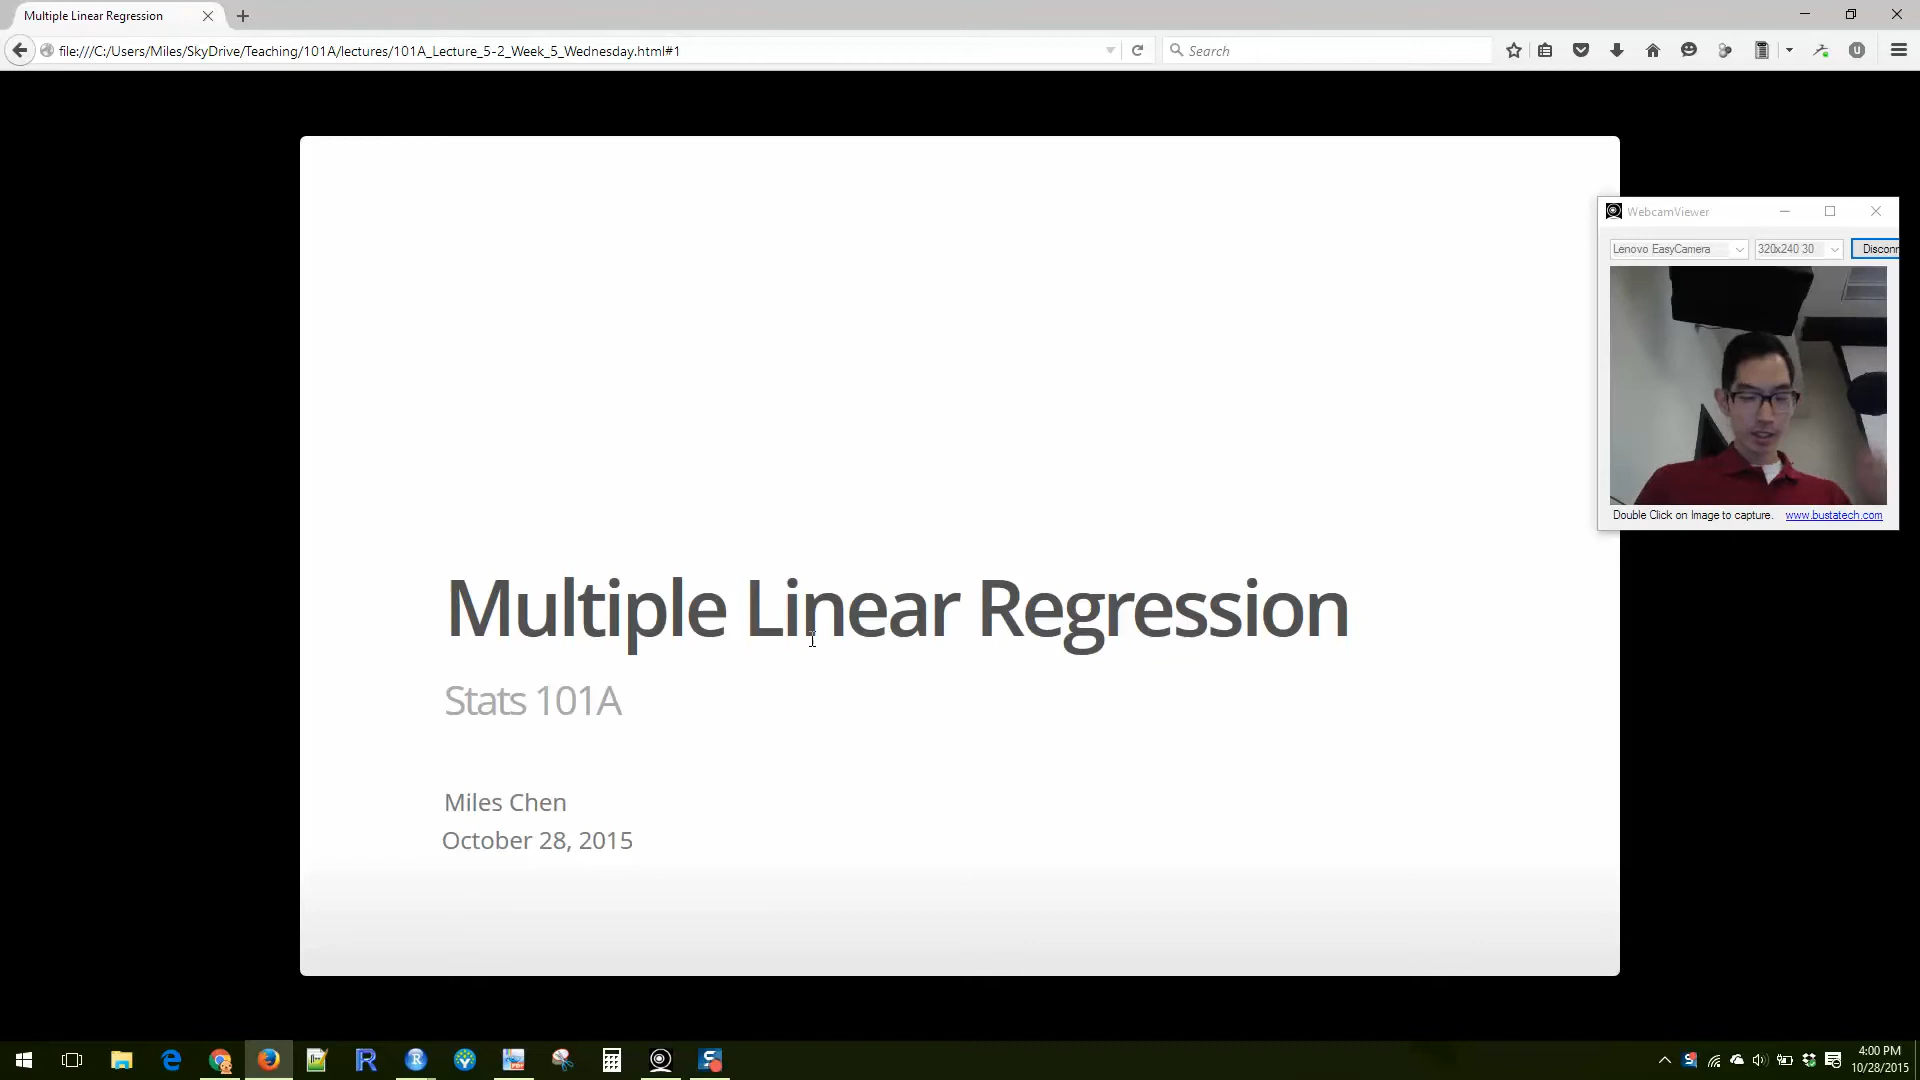 Multiple Linear Regression
file:///C:/Users/Miles/SkyDrive/Teaching/101A/lectures/101A_Lecture_5-2_Week_5_Wednesday.html#1
Search
WebcamViewer
Lenovo EasyCamera
320x240 30
Disconn
Double Click on Image to capture.
www.bustatech.com
Multiple Linear Regression
Stats 101A
Miles Chen
October 28, 2015
4:00 PM
10/28/2015